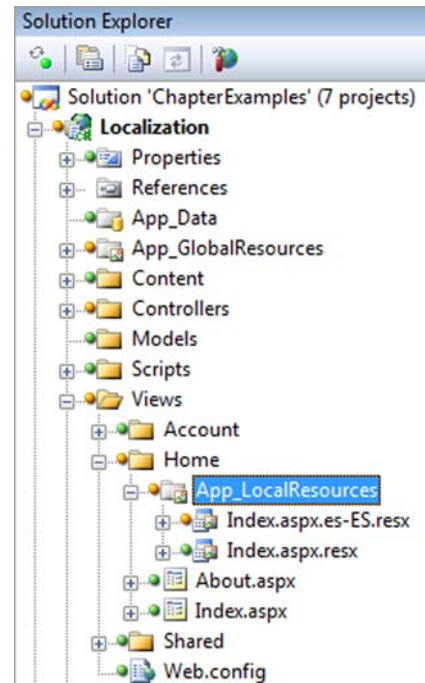 Solution Explorer
Solution 'ChapterExamples' (7 projects)
Localization
Properties
References
App_Data
App_GlobalResources
Content
Controllers
Models
Scripts
Views
Account
Home
App_LocalResources
Index.aspx.es-ES.resx
Index.aspx.resx
About.aspx
Index.aspx
Shared
Web.config